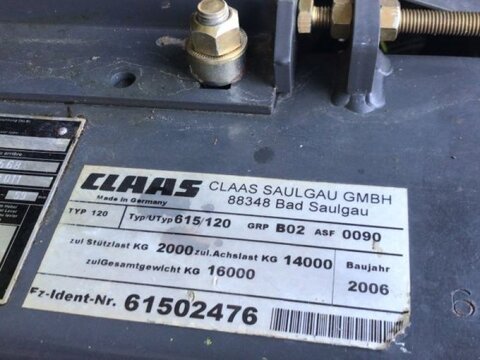 CLAAS CLAAS SAULGAU GMBH
Made in Germany 88348 Bad Saulgau
TYP 120 Typ/UTyp 615/120 GRP B02 ASF 0090
zul Stützlast KG 2000 zul.Achslast KG 14000 Baujahr
zulGesamtgewicht KG 16000 2006
Fz-Ident-Nr. 61502476
6